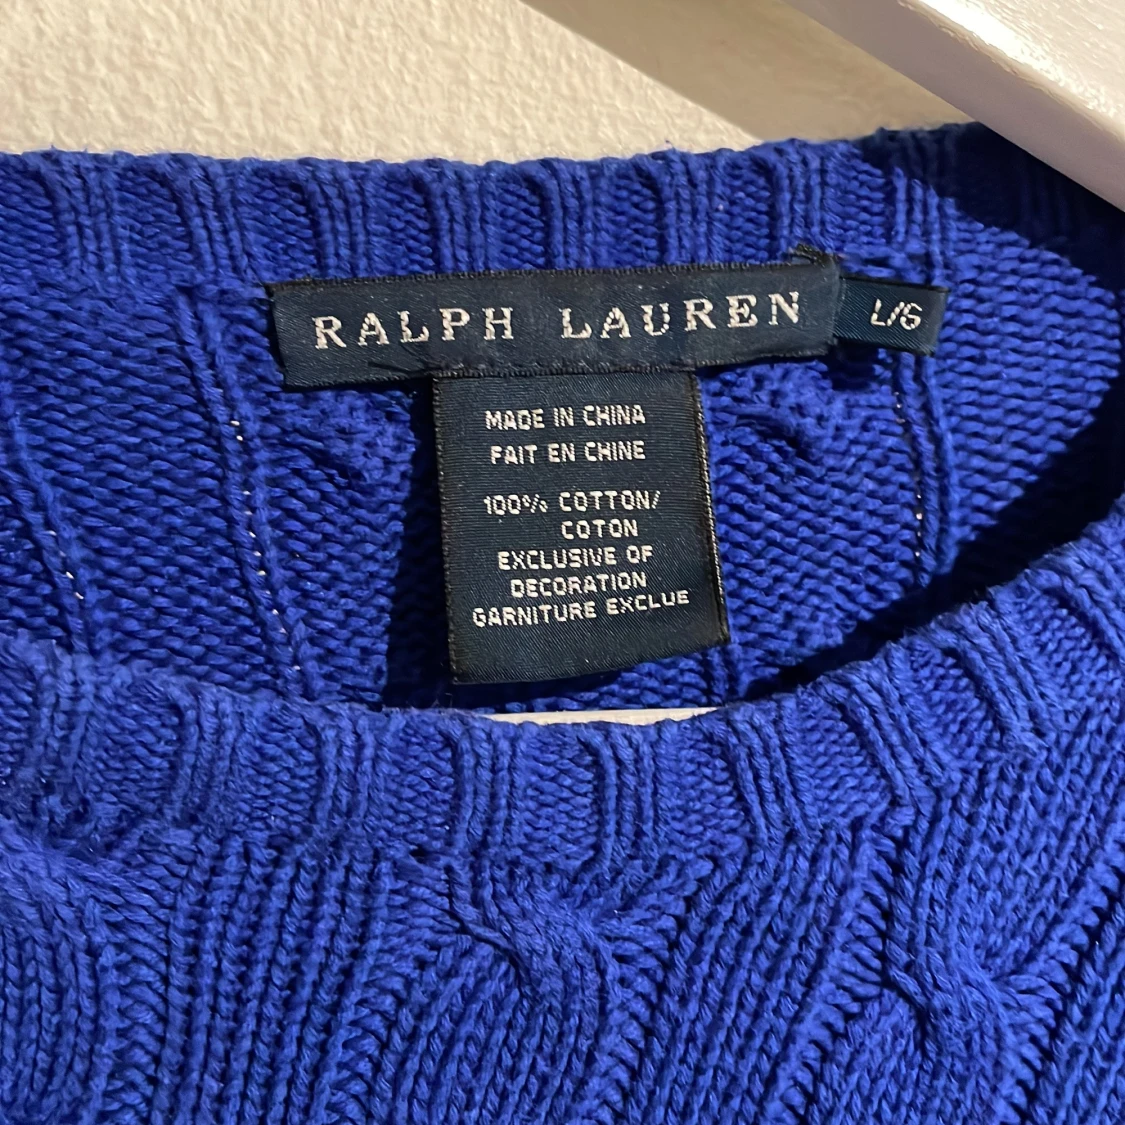 RALPH LAUREN
L/G
MADE IN CHINA
FAIT EN CHINE
100% COTTON/
COTON
EXCLUSIVE OF
DECORATION
GARNITURE EXCLUE